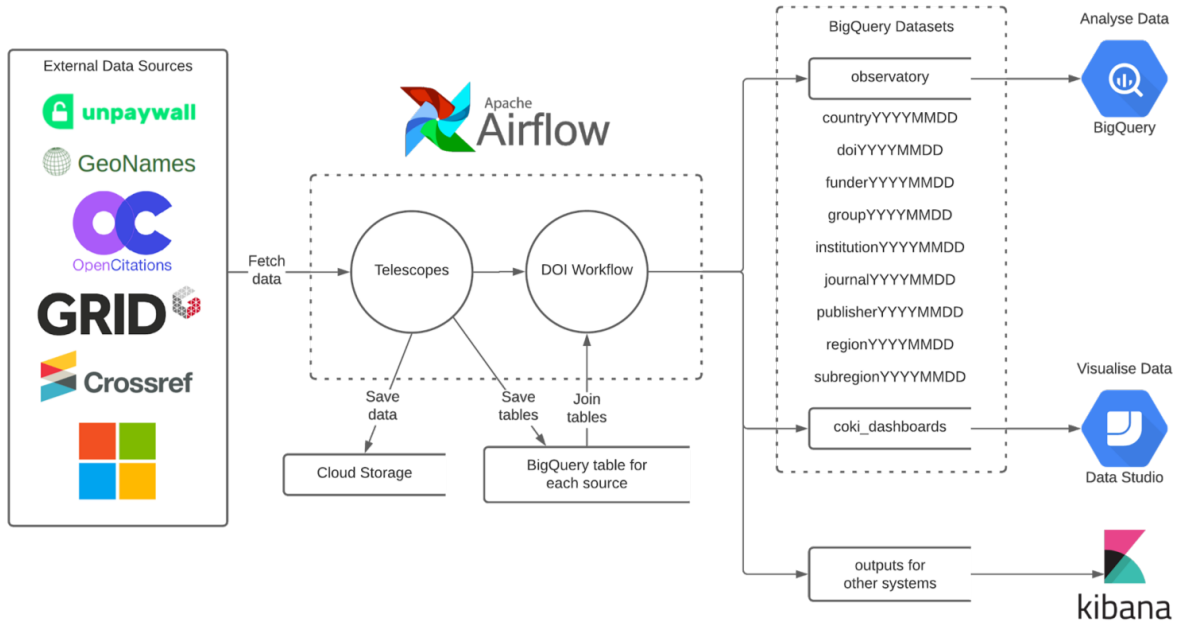 External Data Sources
unpaywall
GeoNames
OpenCitations
GRID
Crossref
Fetch
data
Apache
Airflow
Telescopes
DOI Workflow
Save
data
Save
tables
Join
tables
Cloud Storage
BigQuery table for
each source
BigQuery Datasets
observatory
countryYYYYMMDD
doiYYYYMMDD
funderYYYYMMDD
groupYYYYMMDD
institutionYYYYMMDD
journalYYYYMMDD
publisherYYYYMMDD
regionYYYYMMDD
subregionYYYYMMDD
coki_dashboards
outputs for
other systems
Analyse Data
BigQuery
Visualise Data
Data Studio
kibana